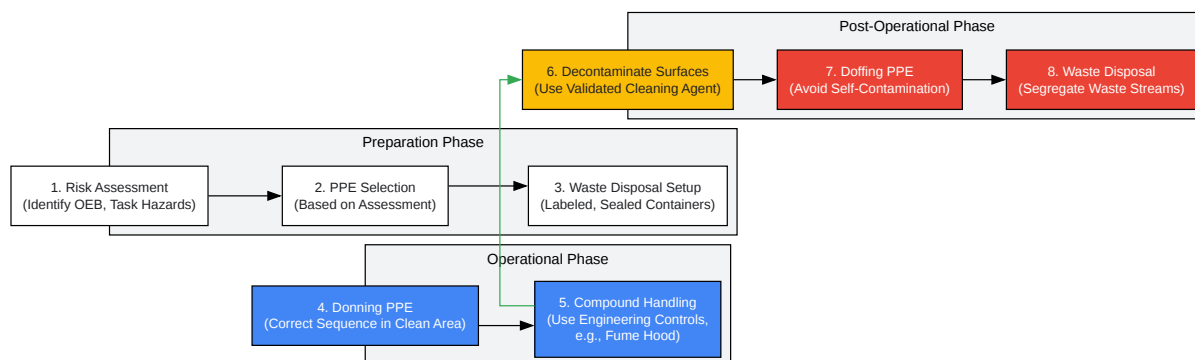 Post-Operational Phase
6. Decontaminate Surfaces
(Use Validated Cleaning Agent)
7. Doffing PPE
(Avoid Self-Contamination)
8. Waste Disposal
(Segregate Waste Streams)
Preparation Phase
1. Risk Assessment
(Identify OEB, Task Hazards)
2. PPE Selection
(Based on Assessment)
3. Waste Disposal Setup
(Labeled, Sealed Containers)
Operational Phase
4. Donning PPE
(Correct Sequence in Clean Area)
5. Compound Handling
(Use Engineering Controls,
e.g., Fume Hood)